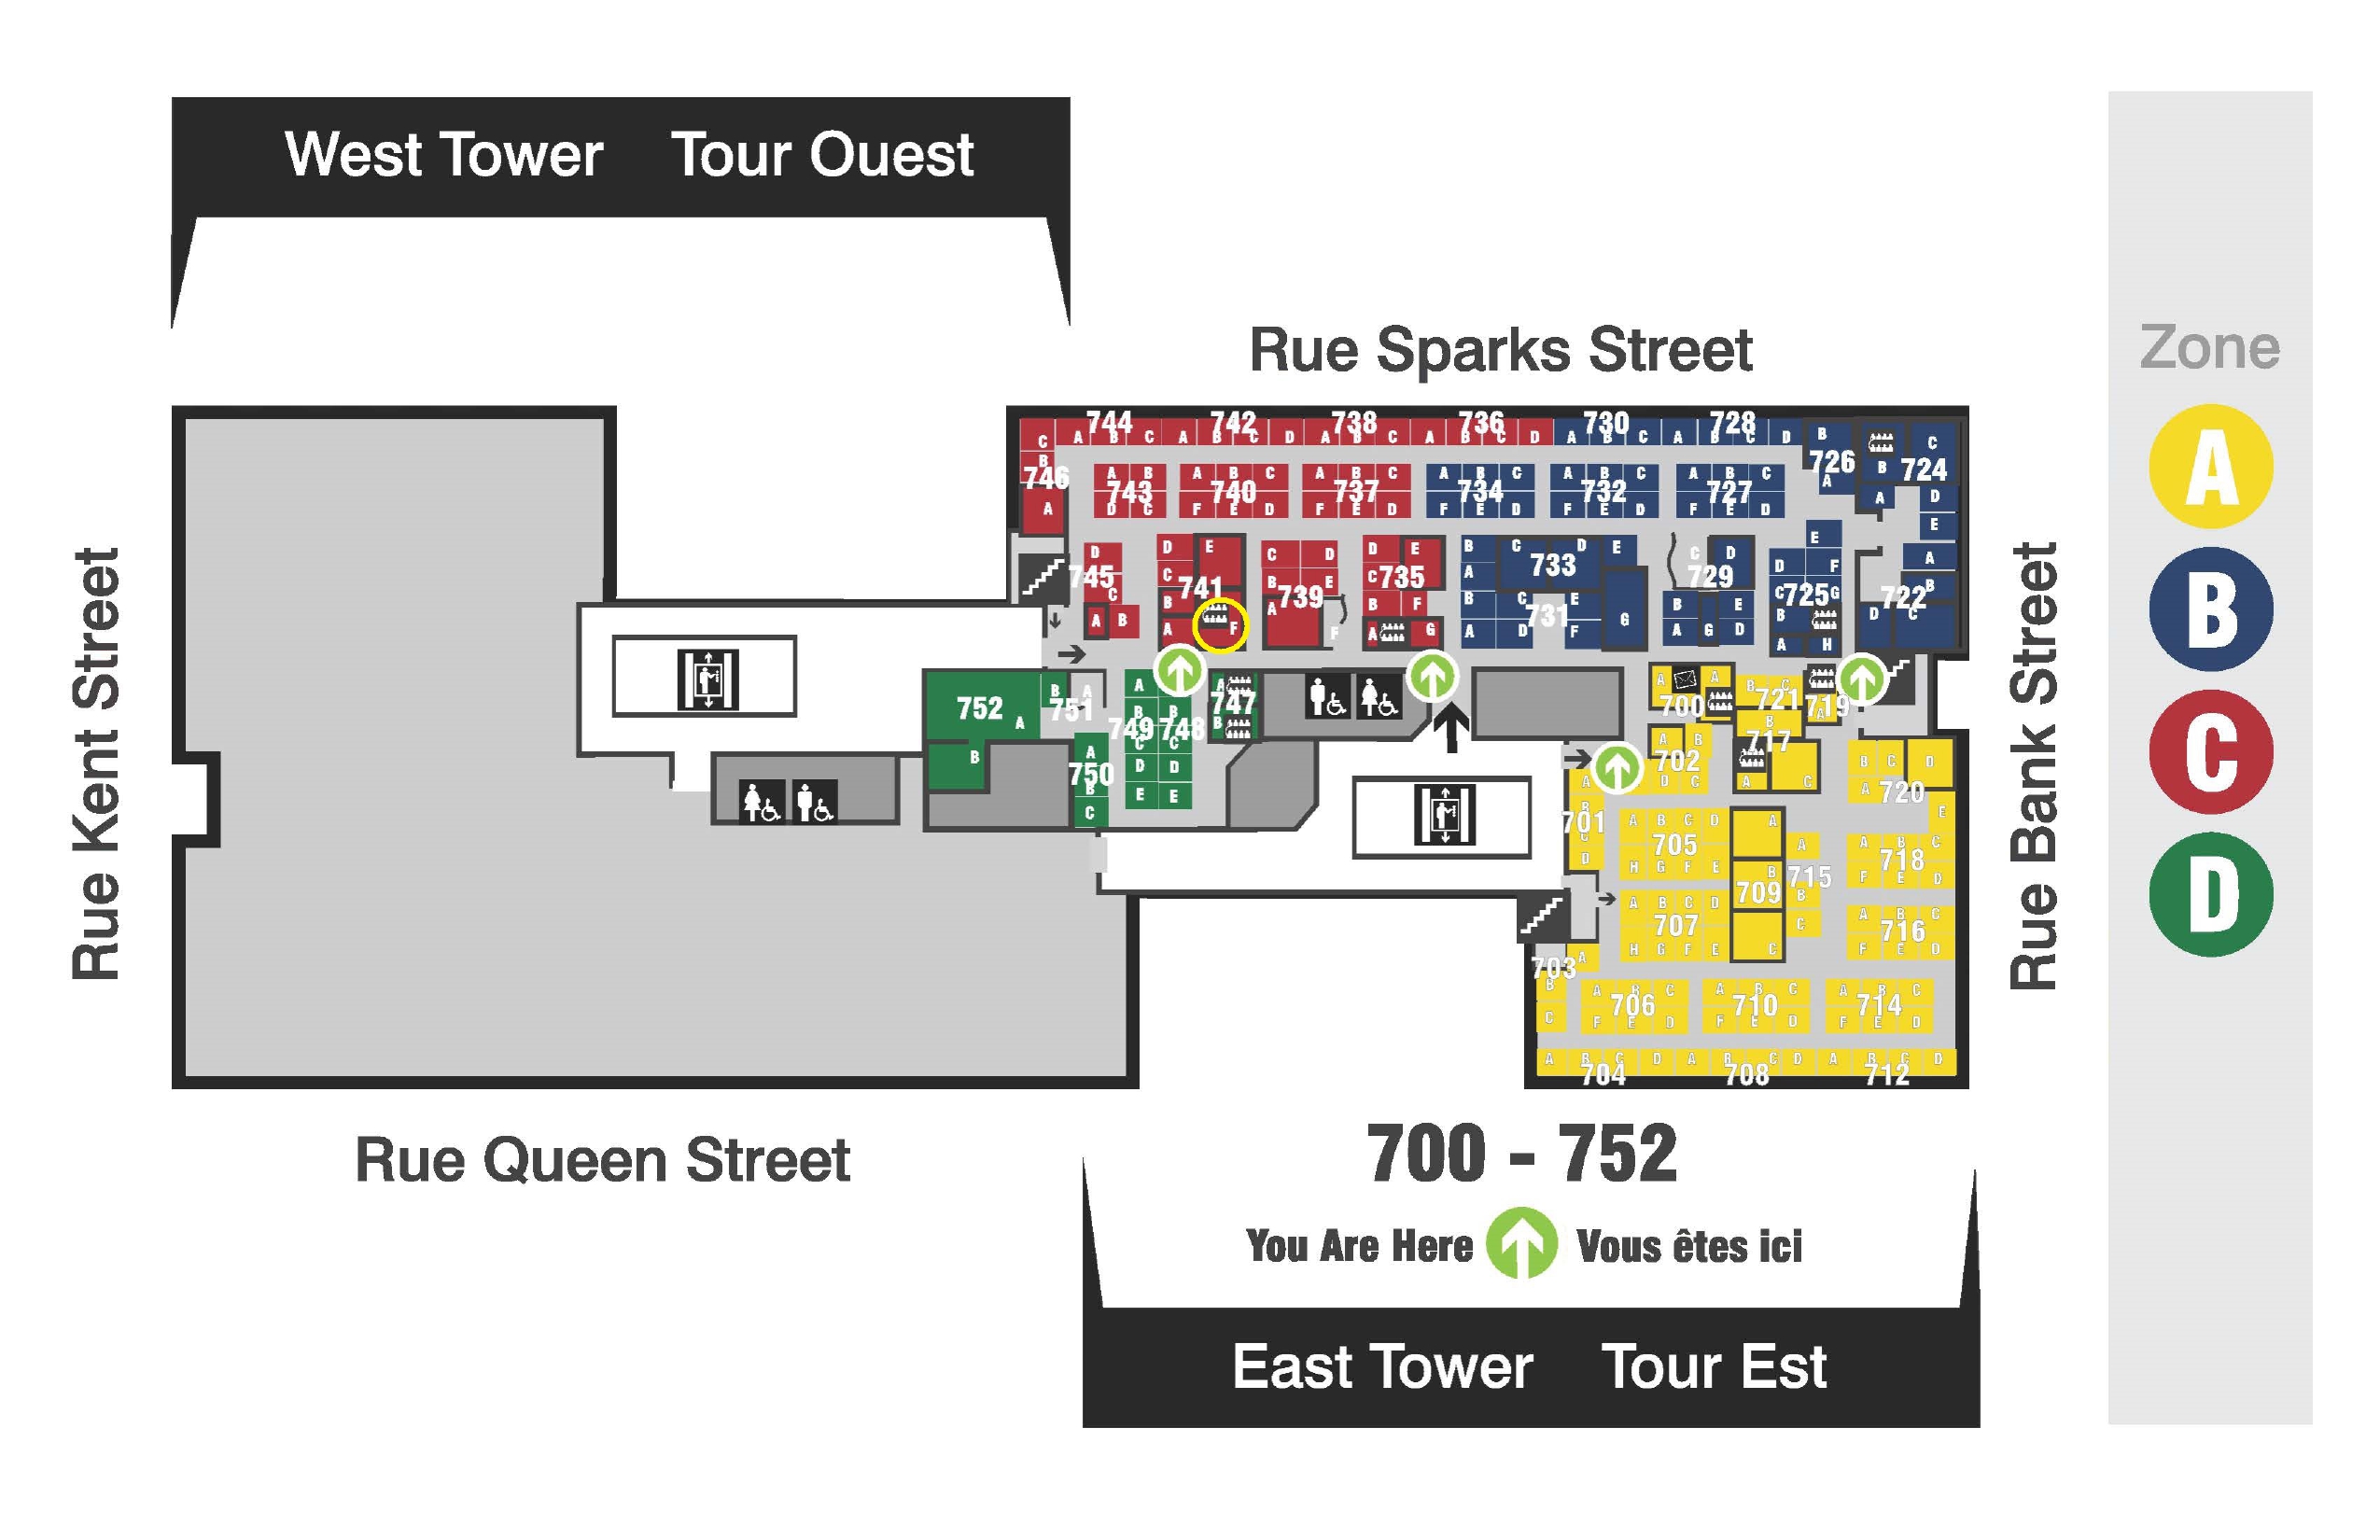 West Tower Tour Ouest
Rue Sparks Street
Zone
A
B
C
D
Rue Kent Street
Rue Bank Street
744 742 738 736 730 728
C A B C A B C D A B C A B C D A B C A B C D B C
B
746 726 B 724
A B A B C A B C A B C A B C A B C A
743 740 737 734 732 727
A D C F E D F E D F E D F E D F E D A D
E E
D D E C D D E B C D E C D A
745 C 741 739 735 A 733 729 D F
C B B E C C 725 G 722 B
B A B F B C E B E B D C
A B A F F A G A D 731 F G A G D A H
752 A B A 751 A A 747 A A B C
B B B 700 721 719 A
749 748 A B B 717
B A C C 702
750 D D A D C A C B C D
B E E B A 720
C 701 A B C D A E
C 705 A A B C
D H G F E B 715 718
A B C D 709 B F E D
707 C A B C
703 A H G F E C 716
B F E D
A B C A B C A B C
C 706 710 714
F E D F E D F E D
A B C D A B C D A B C D
704 708 712
Rue Queen Street
700 - 752
You Are Here Vous êtes ici
East Tower Tour Est